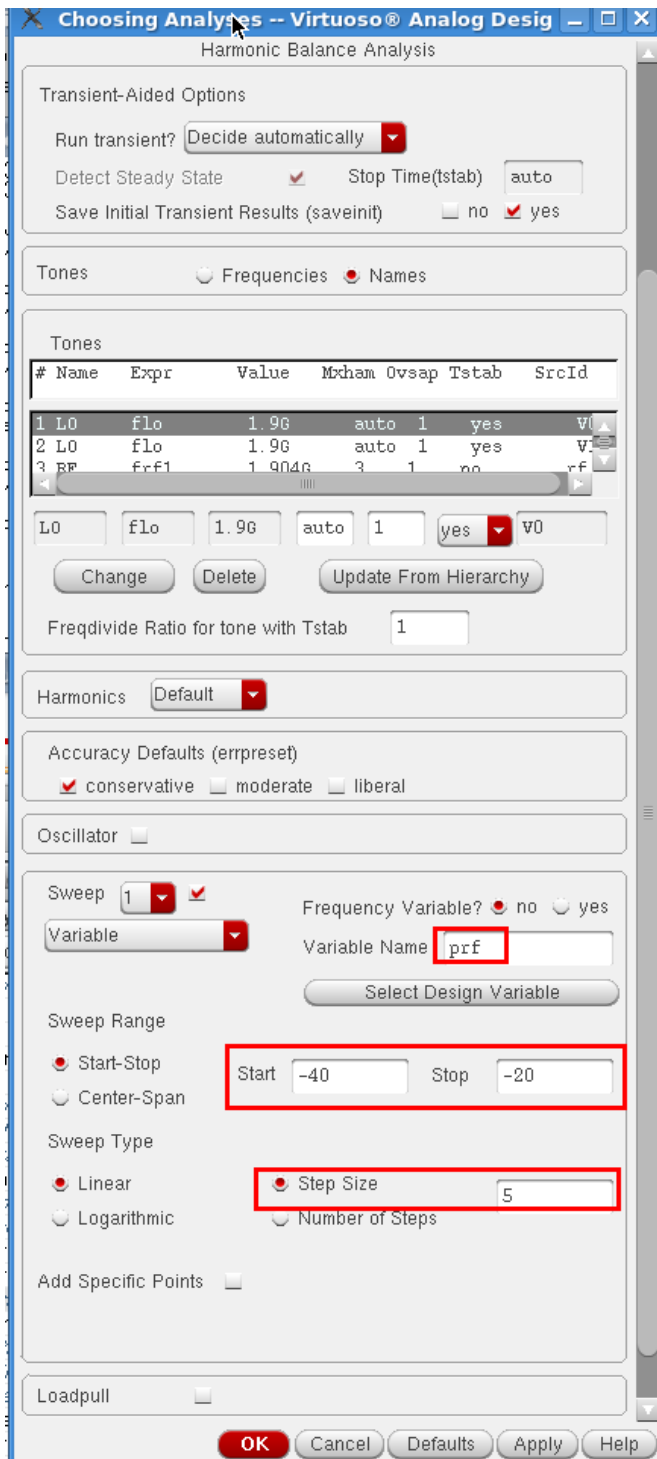 Choosing Analyses -- Virtuoso® Analog Desig
Harmonic Balance Analysis
Transient-Aided Options
Run transient? Decide automatically
Detect Steady State Stop Time(tstab) auto
Save Initial Transient Results (saveinit) no yes
Tones Frequencies Names
Tones
# Name Expr Value Mxham Ovsap Tstab SrcId
1 LO flo 1.9G auto 1 yes
2 LO flo 1.9G auto 1 yes
3 RF frf1 1.904G 3 1 no rf
LO flo 1.9G auto 1 yes V0
Change Delete Update From Hierarchy
Freqdivide Ratio for tone with Tstab 1
Harmonics Default
Accuracy Defaults (errpreset)
conservative moderate liberal
Oscillator
Sweep 1
Frequency Variable? no yes
Variable
Variable Name prf
Select Design Variable
Sweep Range
Start-Stop
Start -40 Stop -20
Center-Span
Sweep Type
Linear Step Size 5
Logarithmic Number of Steps
Add Specific Points
Loadpull
OK Cancel Defaults Apply Help